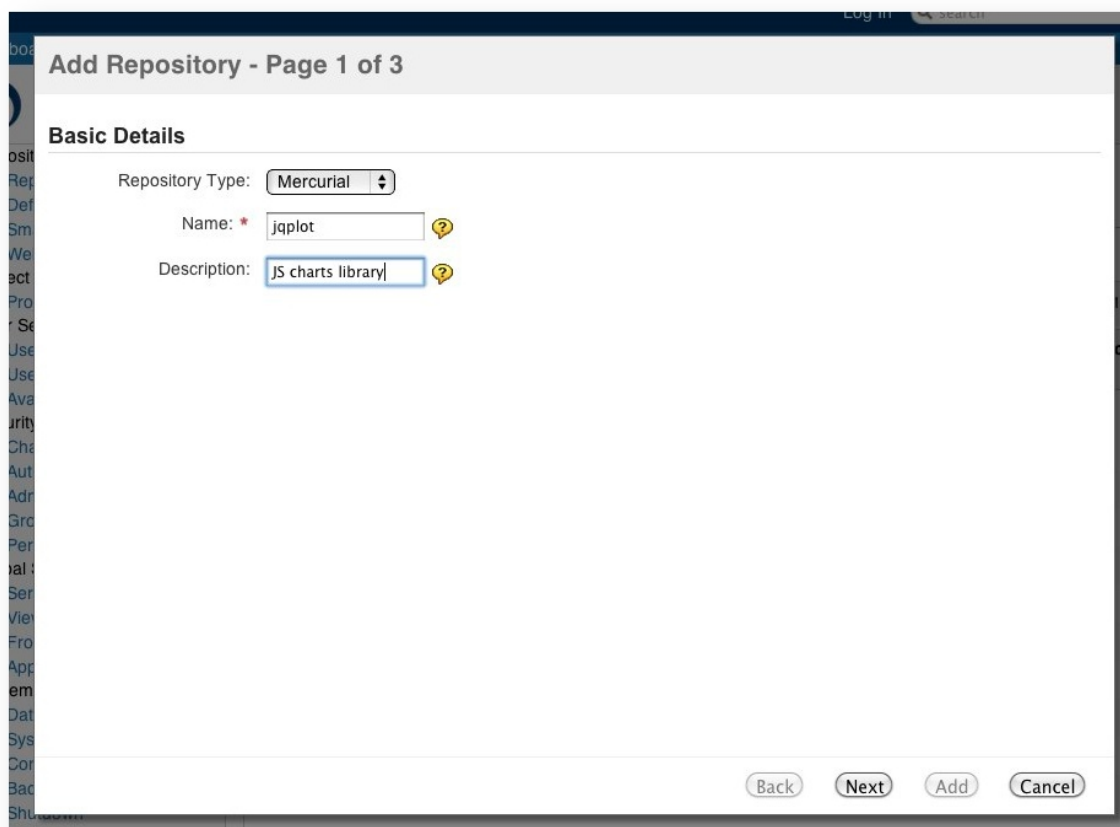 Log In search
Add Repository - Page 1 of 3
Basic Details
Repository Type: Mercurial
Name: * jqplot
Description: JS charts library
Back Next Add Cancel